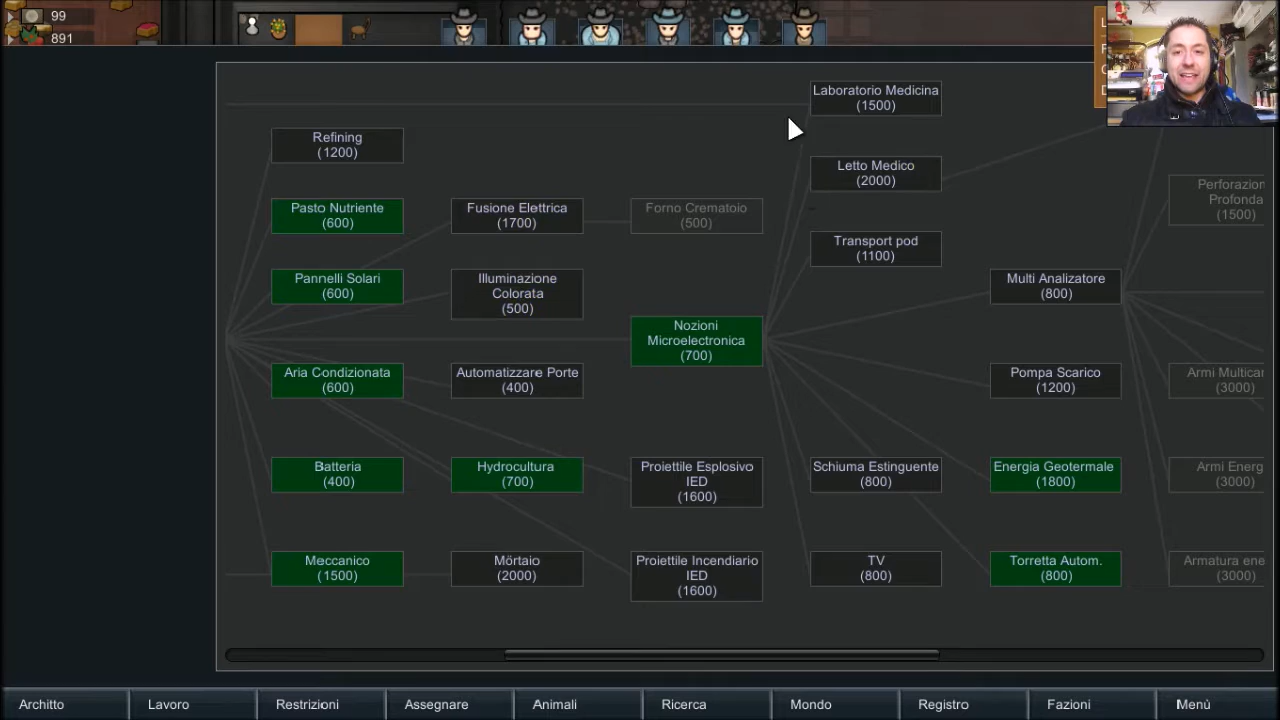 99
891
Laboratorio Medicina
(1500)
Refining
(1200)
Letto Medico
(2000)
Pasto Nutriente
(600)
Fusione Elettrica
(1700)
Forno Crematoio
(500)
Perforazion
Profonda
(1500)
Transport pod
(1100)
Pannelli Solari
(600)
Illuminazione
Colorata
(500)
Multi Analizatore
(800)
Nozioni
Microelectronica
(700)
Aria Condizionata
(600)
Automatizzare Porte
(400)
Pompa Scarico
(1200)
Armi Multicar
(3000)
Batteria
(400)
Hydrocultura
(700)
Proiettile Esplosivo
IED
(1600)
Schiuma Estinguente
(800)
Energia Geotermale
(1800)
Armi Energ
(3000)
Meccanico
(1500)
Mörtaio
(2000)
Proiettile Incendiario
IED
(1600)
TV
(800)
Torretta Autom.
(800)
Armatura ene
(3000)
Architto
Lavoro
Restrizioni
Assegnare
Animali
Ricerca
Mondo
Registro
Fazioni
Menù